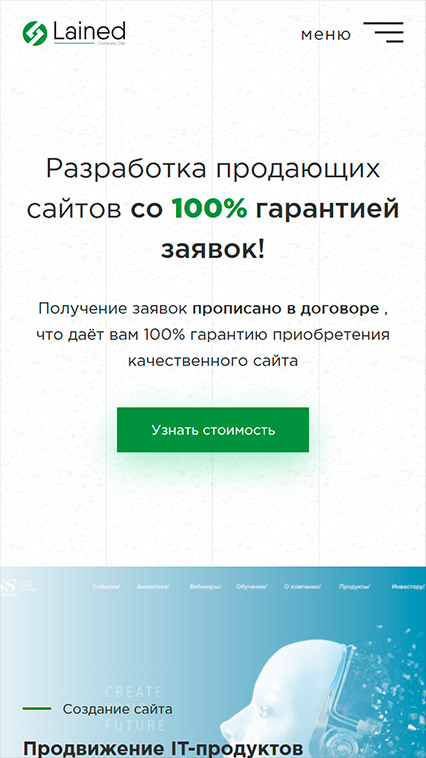 Lained
Company Site
меню
Разработка продающих
сайтов со 100% гарантией
заявок!
Получение заявок прописано в договоре ,
что даёт вам 100% гарантию приобретения
качественного сайта
Узнать стоимость
События/ Аналитика/ Вебинары/ Обучение/ О компании/ Продукты/ Инвестору/
CREATE
FUTURE
Создание сайта
Продвижение IT-продуктов